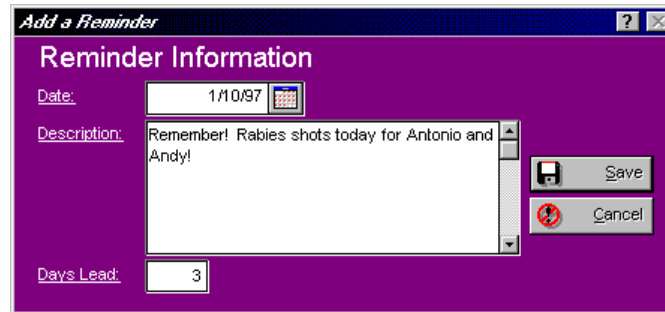 Add a Reminder
Reminder Information
Date: 1/10/97
Description: Remember! Rabies shots today for Antonio and
Andy!
Save
Cancel
Days Lead: 3